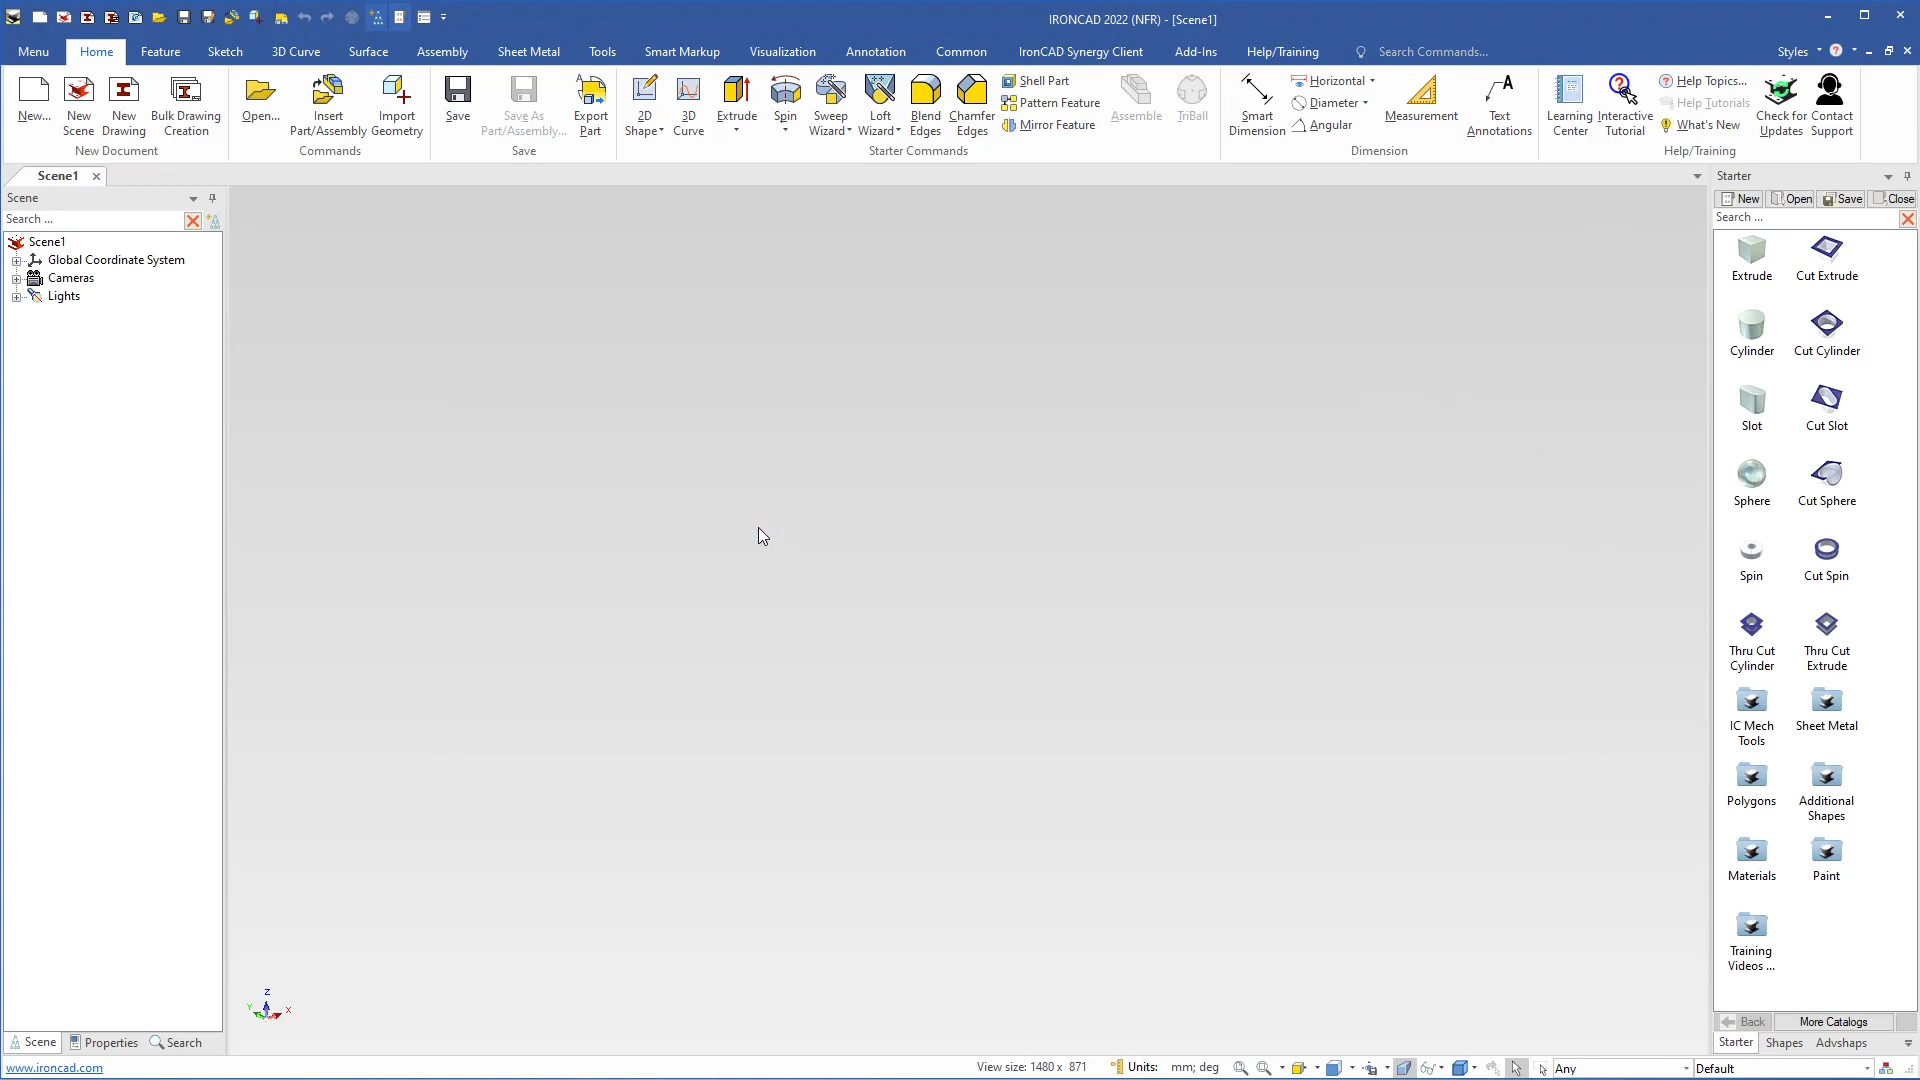 IRONCAD 2022 (NFR) - [Scene1]
Menu Home Feature Sketch 3D Curve Surface Assembly Sheet Metal Tools Smart Markup Visualization Annotation Common IronCAD Synergy Client Add-Ins Help/Training Search Commands... Styles
New... New Scene New Drawing Bulk Drawing Creation
New Document
Open... Insert Part/Assembly Import Geometry
Commands
Save Save As Part/Assembly... Export Part
Save
2D Shape 3D Curve Extrude Spin Sweep Wizard Loft Wizard Blend Edges Chamfer Edges
Shell Part
Pattern Feature
Mirror Feature
Assemble TriBall
Starter Commands
Smart Dimension
Horizontal
Diameter
Angular
Measurement
Text Annotations
Dimension
Learning Center Interactive Tutorial
Help Topics...
Help Tutorials
What's New
Check for Updates Contact Support
Help/Training
Scene1
Scene
Search ...
Scene1
Global Coordinate System
Cameras
Lights
Z
Y
X
Starter
New Open Save Close
Search ...
Extrude Cut Extrude
Cylinder Cut Cylinder
Slot Cut Slot
Sphere Cut Sphere
Spin Cut Spin
Thru Cut Cylinder Thru Cut Extrude
IC Mech Tools Sheet Metal
Polygons Additional Shapes
Materials Paint
Training Videos ...
Back More Catalogs
Starter Shapes Advshaps
Scene Properties Search
www.ironcad.com
View size: 1480 x 871 Units: mm; deg Any Default